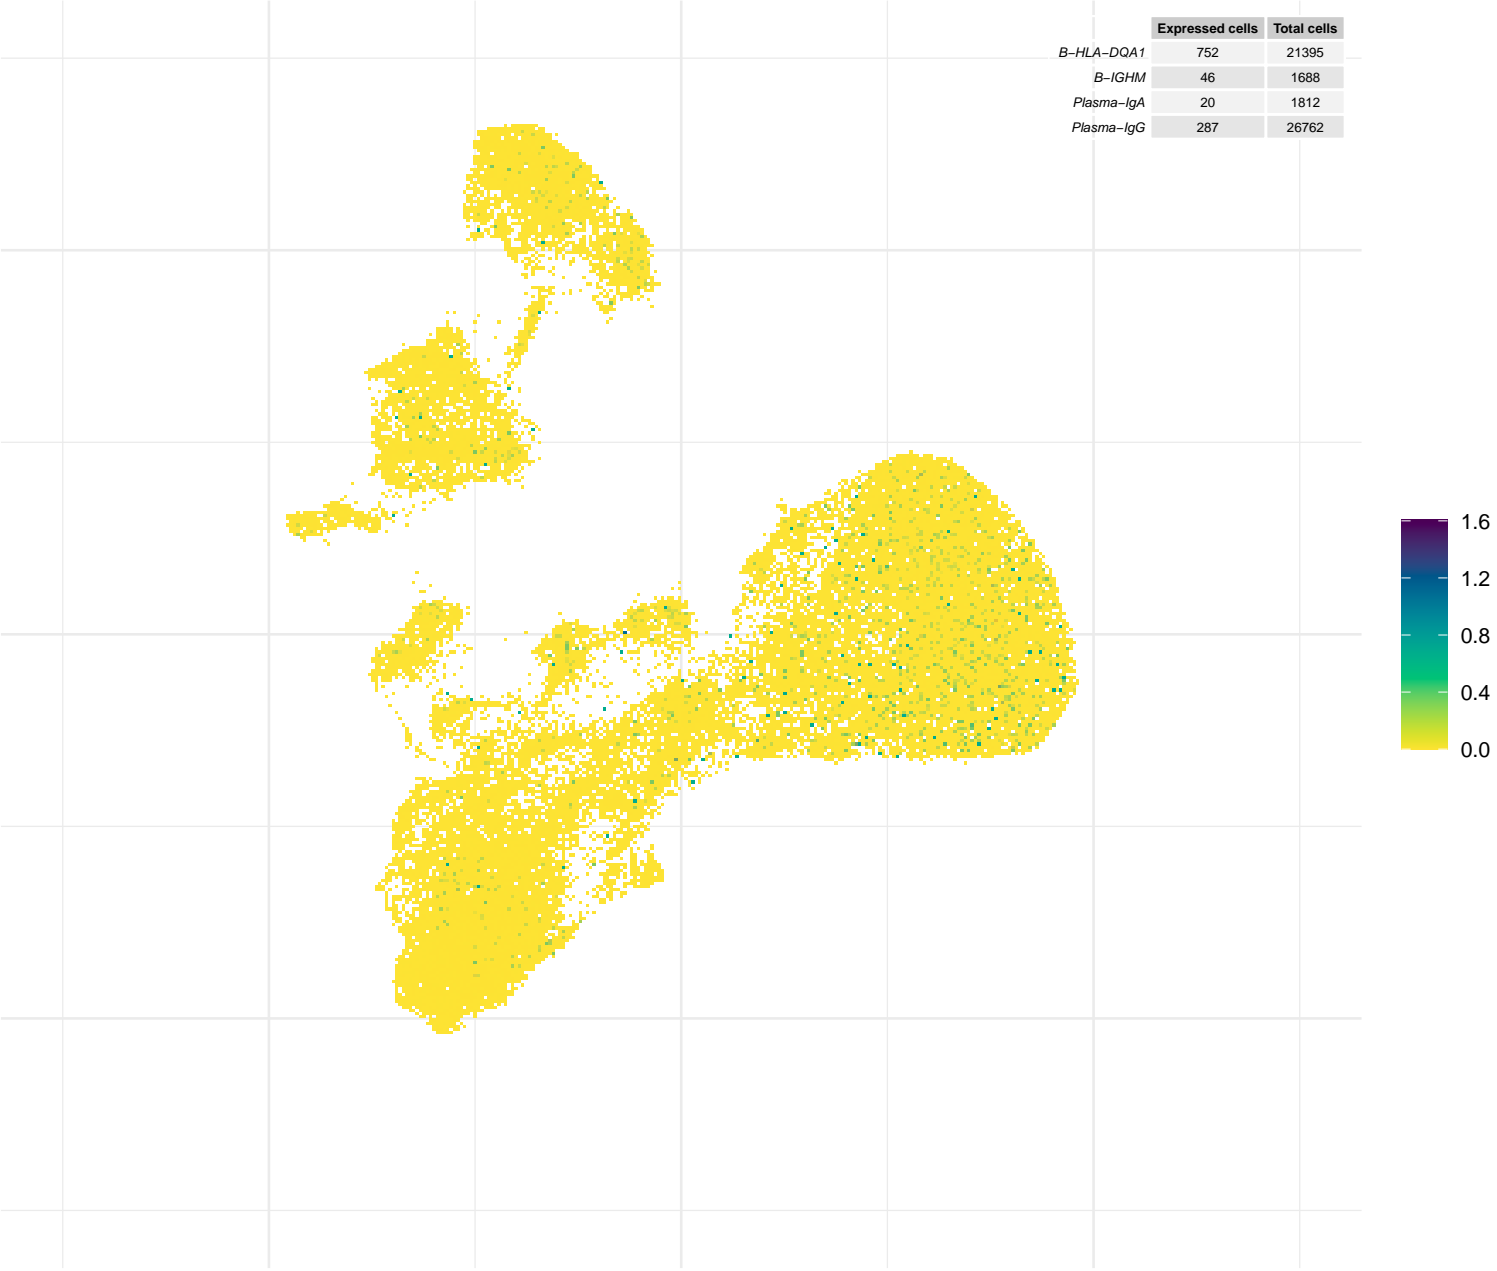 Expressed cells Total cells
B−HLA−DQA1 752 21395
B−IGHM 46 1688
Plasma−IgA 20 1812
Plasma−IgG 287 26762
1.6
1.2
0.8
0.4
0.0